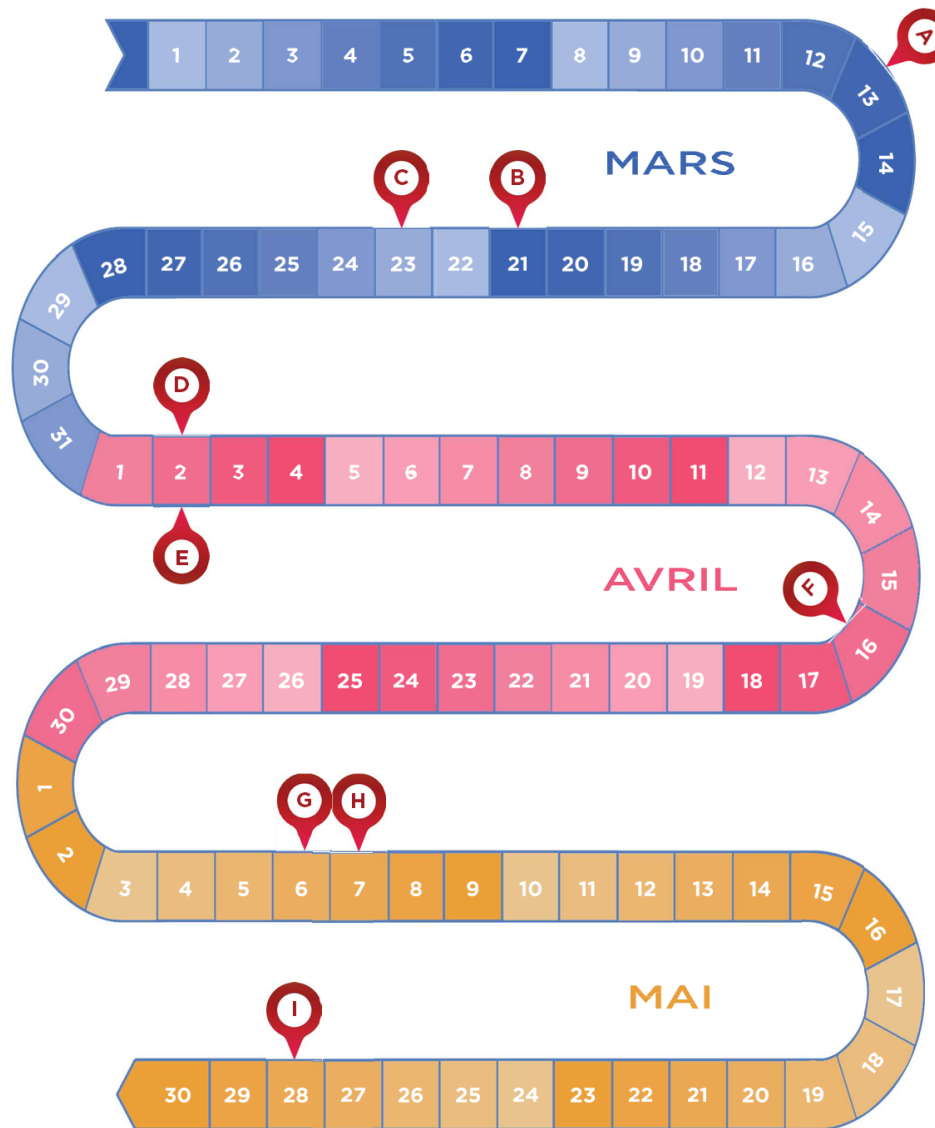 A
1 2 3 4 5 6 7 8 9 10 11 12 13 14
MARS
C B
28 27 26 25 24 23 22 21 20 19 18 17 16 15
29
30
31
D
1 2 3 4 5 6 7 8 9 10 11 12 13 14
E
AVRIL
F
15
16
29 28 27 26 25 24 23 22 21 20 19 18 17
30
1
2
G H
3 4 5 6 7 8 9 10 11 12 13 14 15 16
MAI
17
18
I
30 29 28 27 26 25 24 23 22 21 20 19